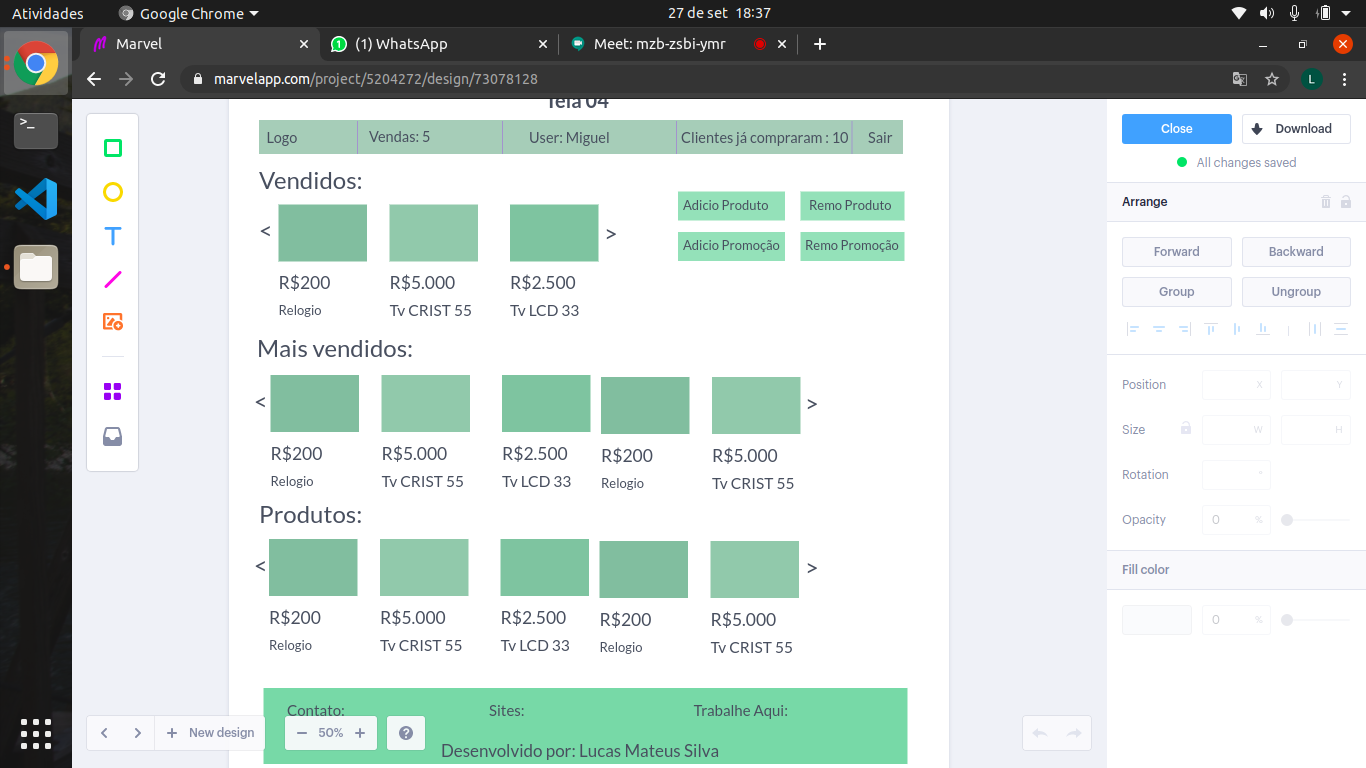 Atividades Google Chrome 27 de set 18:37
Marvel (1) WhatsApp Meet: mzb-zsbi-ymr
marvelapp.com/project/5204272/design/73078128 L
Tela 04
Logo Vendas: 5 User: Miguel Clientes já compraram : 10 Sair
Vendidos:
Adicio Produto Remo Produto
Adicio Promoção Remo Promoção
< >
R$200 R$5.000 R$2.500
Relogio Tv CRIST 55 Tv LCD 33
Mais vendidos:
< >
R$200 R$5.000 R$2.500 R$200 R$5.000
Relogio Tv CRIST 55 Tv LCD 33 Relogio Tv CRIST 55
Produtos:
< >
R$200 R$5.000 R$2.500 R$200 R$5.000
Relogio Tv CRIST 55 Tv LCD 33 Relogio Tv CRIST 55
Contato: Sites: Trabalhe Aqui:
Desenvolvido por: Lucas Mateus Silva
New design 50%
Close Download
All changes saved
Arrange
Forward Backward
Group Ungroup
Position X Y
Size W H
Rotation °
Opacity 0 %
Fill color
0 %